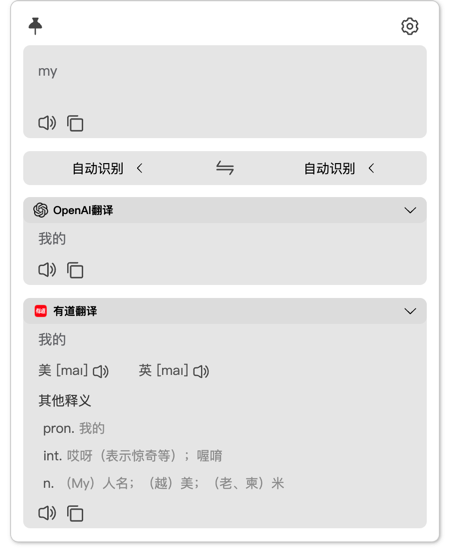 my
自动识别 自动识别
OpenAI翻译
我的
有道 有道翻译
我的
美 [maɪ] 英 [maɪ]
其他释义
pron. 我的
int. 哎呀（表示惊奇等）；喔唷
n. （My）人名；（越）美；（老、柬）米